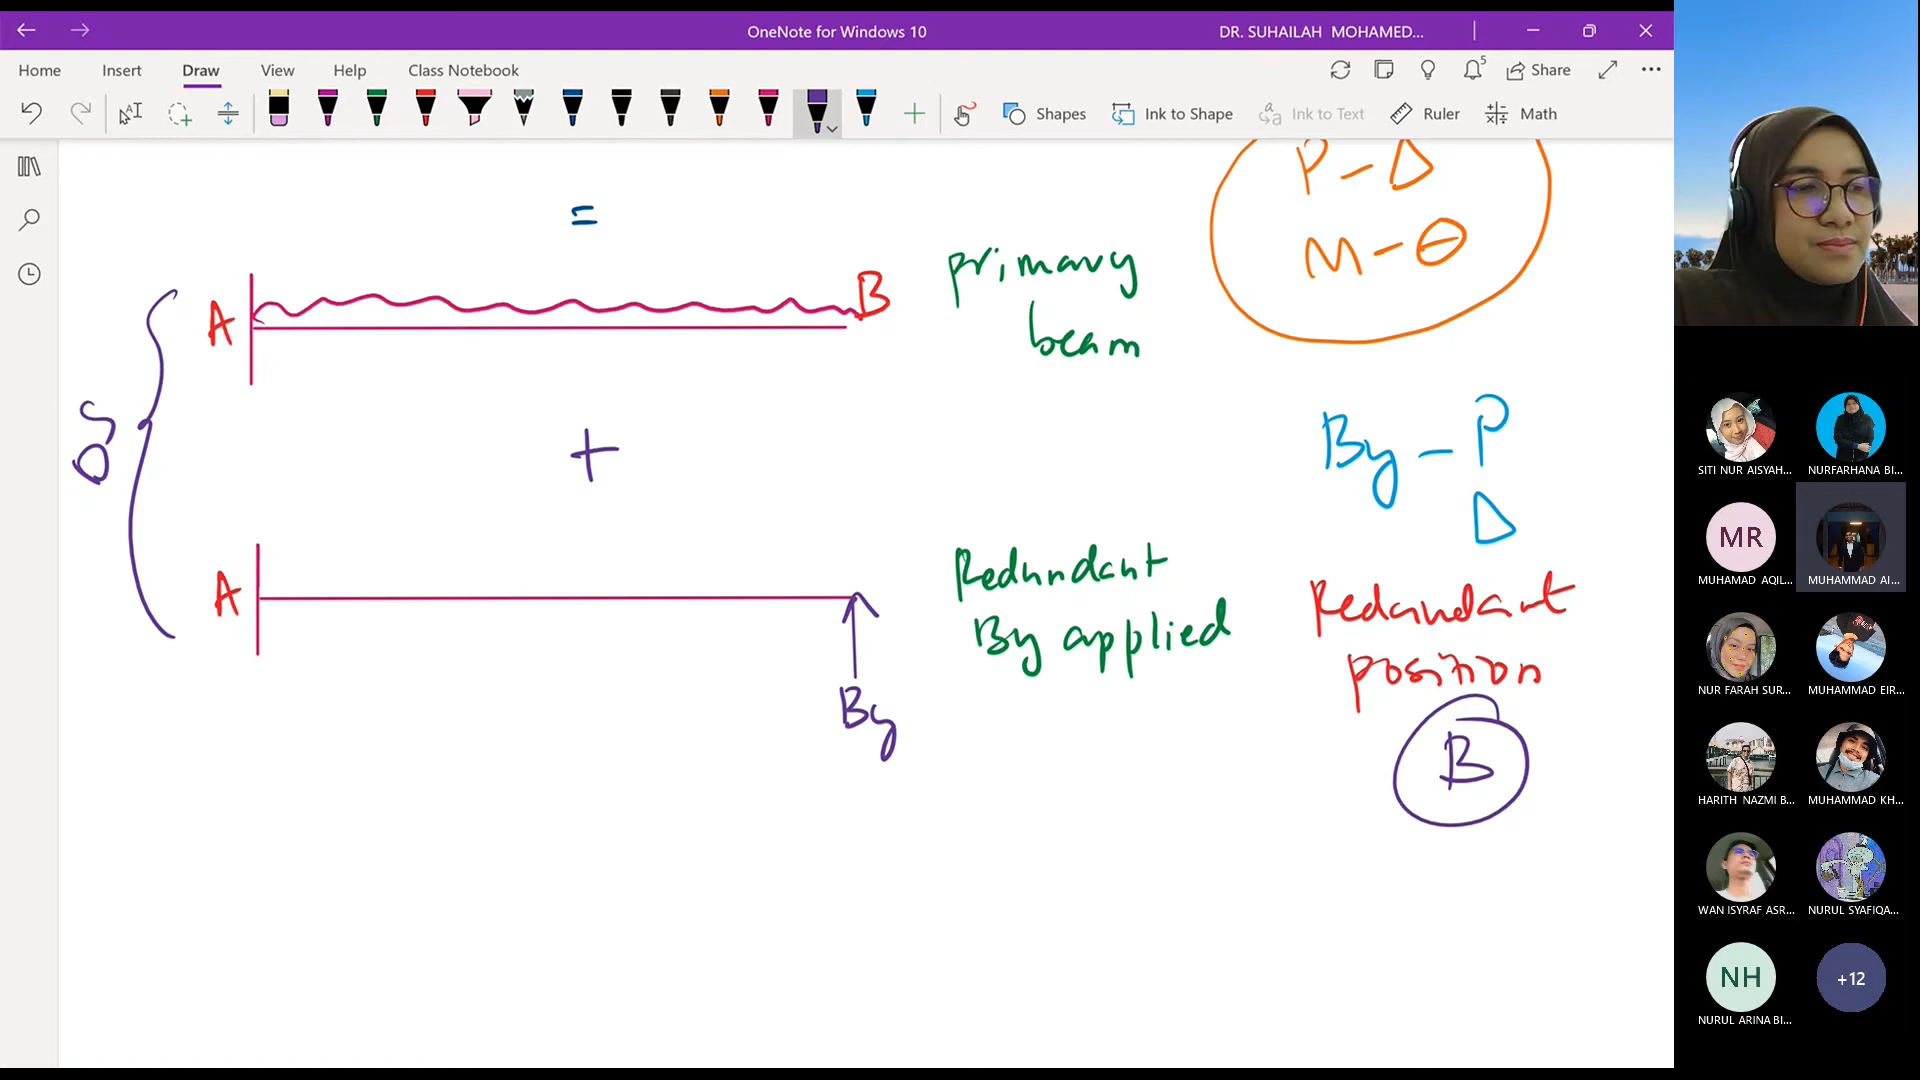 OneNote for Windows 10
DR. SUHAILAH MOHAMED...
Home Insert Draw View Help Class Notebook
5
Share
Shapes
Ink to Shape
Ink to Text
Ruler
Math
P - Δ
M - θ
=
A
B
primary
beam
DS
+
By - P
Δ
A
By
Redundant
By applied
Redundant
position
B
SITI NUR AISYAH...
NURFARHANA BI...
MR
MUHAMAD AQIL...
MUHAMMAD AI...
NUR FARAH SUR...
MUHAMMAD EIR...
HARITH NAZMI B...
MUHAMMAD KH...
WAN ISYRAF ASR...
NURUL SYAFIQA...
NH
NURUL ARINA BI...
+12